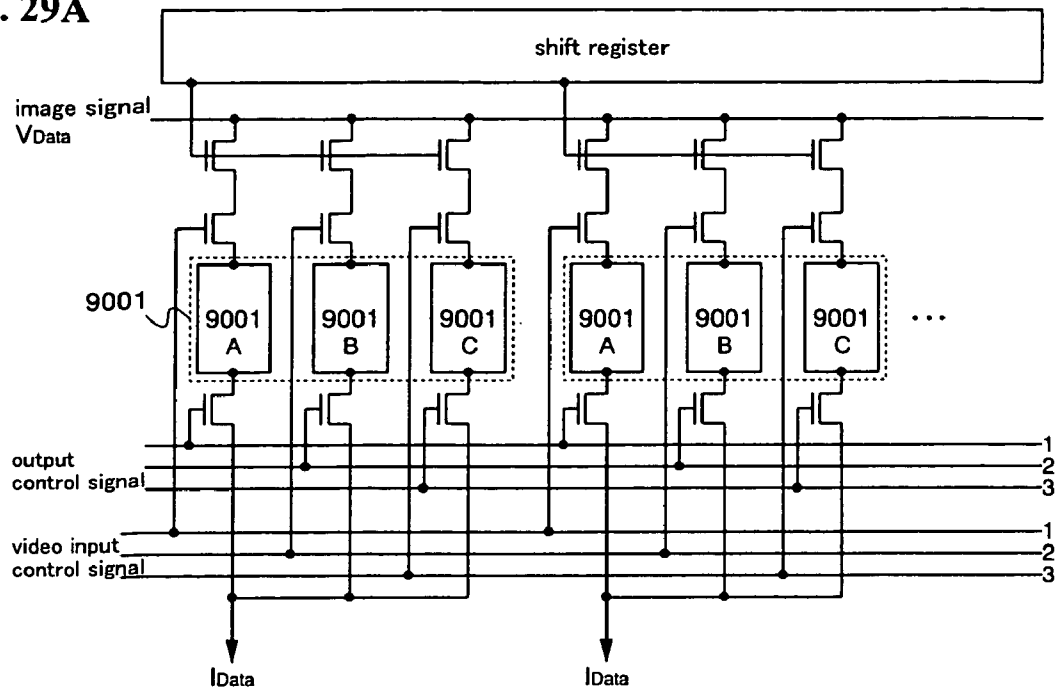 . 29A
shift register
image signal
VData
9001
9001
A
9001
B
9001
C
9001
A
9001
B
9001
C
...
output
control signal
1
2
3
video input
control signal
1
2
3
IData
IData